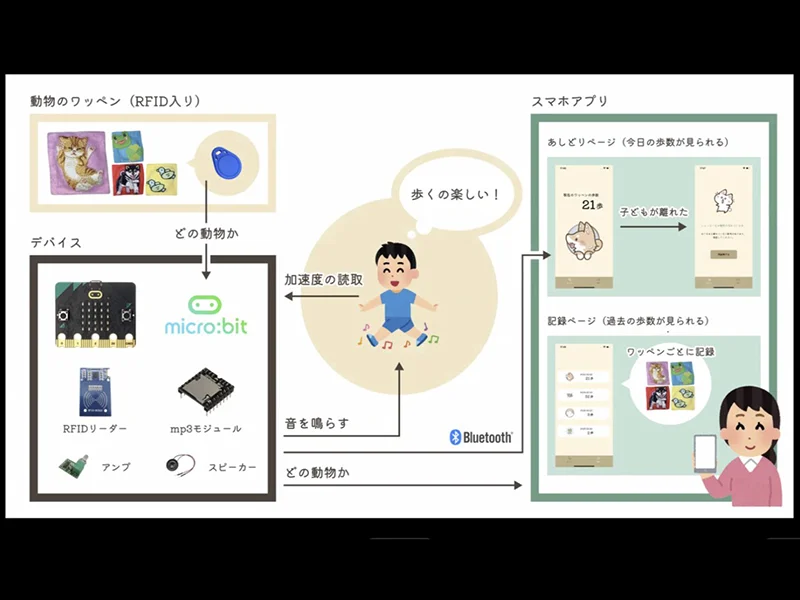 動物のワッペン（RFID入り）
どの動物か
デバイス
micro:bit
RFIDリーダー
mp3モジュール
アンプ
スピーカー
歩くの楽しい！
加速度の読取
音を鳴らす
Bluetooth
どの動物か
スマホアプリ
あしどりページ（今日の歩数が見られる）
21歩
子どもが離れた
記録ページ（過去の歩数が見られる）
ワッペンごとに記録